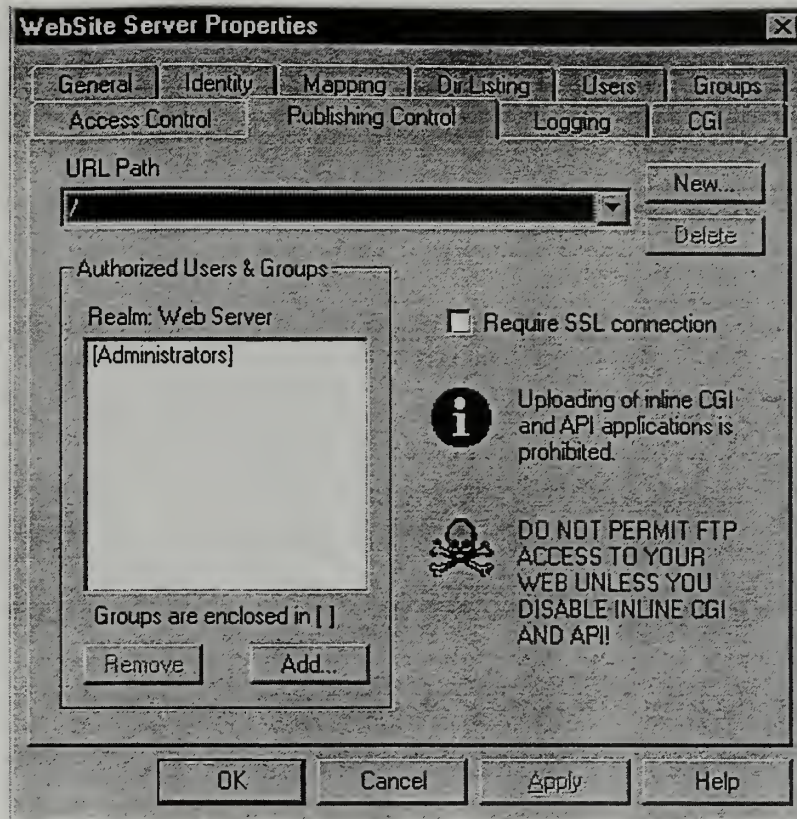 WebSite Server Properties
General Identity Mapping Dir Listing Users Groups
Access Control Publishing Control Logging CGI
URL Path
New...
/
Delete
Authorized Users & Groups
Realm: Web Server
[Administrators]
Groups are enclosed in [ ]
Remove Add...
Require SSL connection
Uploading of inline CGI
and API applications is
prohibited.
DO NOT PERMIT FTP
ACCESS TO YOUR
WEB UNLESS YOU
DISABLE INLINE CGI
AND API!
OK Cancel Apply Help